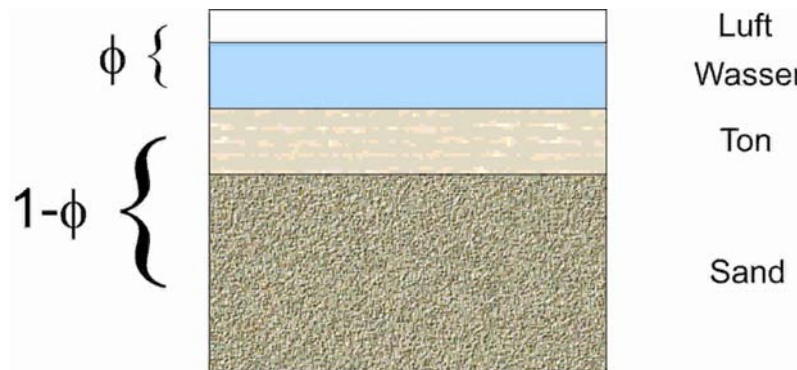 Luft
ϕ {
Wasser
Ton
1-ϕ {
Sand